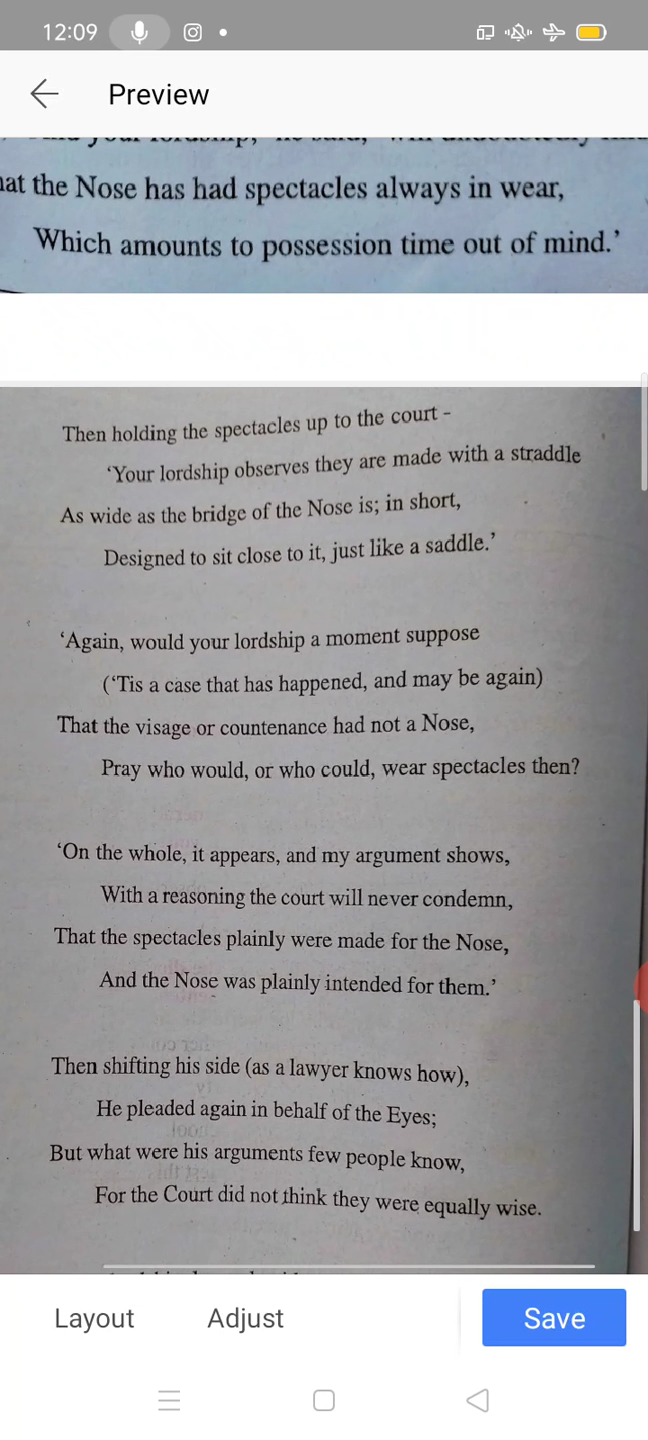 12:09
Preview
the Nose has had spectacles always in wear,
Which amounts to possession time out of mind.’
Then holding the spectacles up to the court -
‘Your lordship observes they are made with a straddle
As wide as the bridge of the Nose is; in short,
Designed to sit close to it, just like a saddle.’
‘Again, would your lordship a moment suppose
(‘Tis a case that has happened, and may be again)
That the visage or countenance had not a Nose,
Pray who would, or who could, wear spectacles then?
‘On the whole, it appears, and my argument shows,
With a reasoning the court will never condemn,
That the spectacles plainly were made for the Nose,
And the Nose was plainly intended for them.’
Then shifting his side (as a lawyer knows how),
He pleaded again in behalf of the Eyes;
But what were his arguments few people know,
For the Court did not think they were equally wise.
Layout Adjust Save